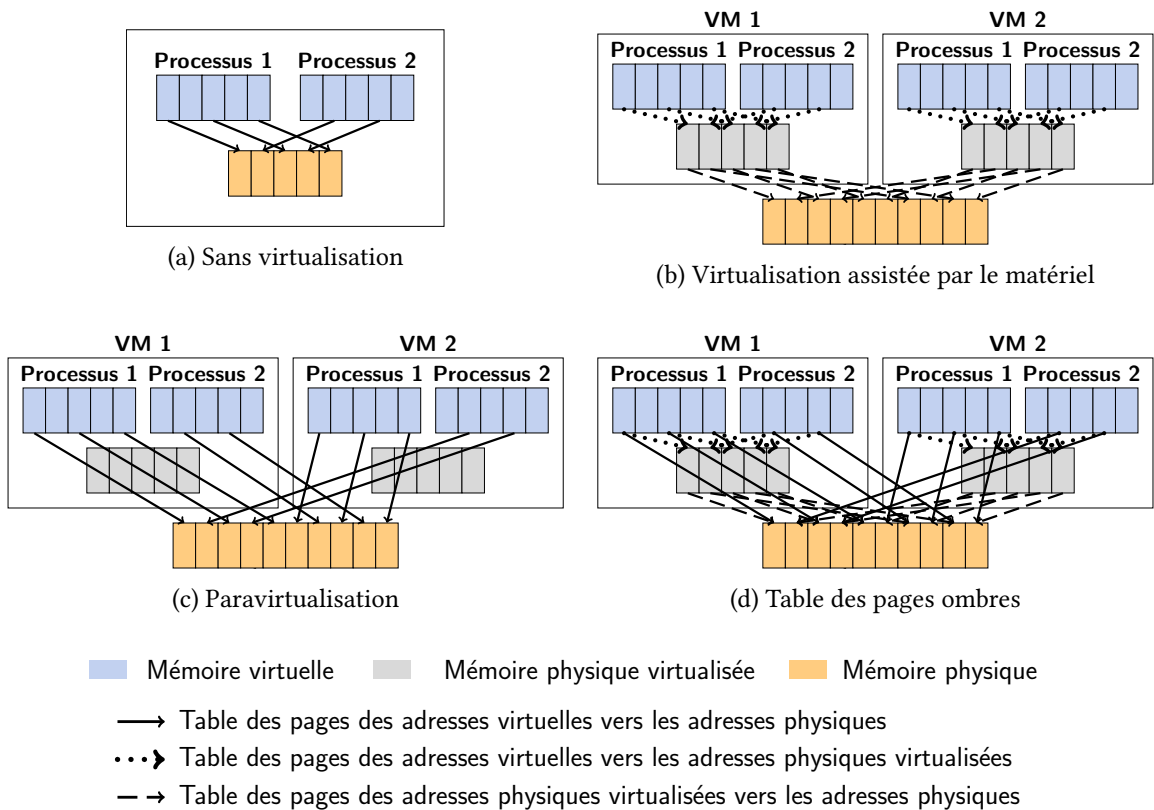 VM 1
VM 2
Processus 1
Processus 2
Processus 1
Processus 2
Processus 1
Processus 2
(a) Sans virtualisation
(b) Virtualisation assistée par le matériel
VM 1
VM 2
VM 1
VM 2
Processus 1
Processus 2
Processus 1
Processus 2
Processus 1
Processus 2
Processus 1
Processus 2
(c) Paravirtualisation
(d) Table des pages ombres
Mémoire virtuelle
Mémoire physique virtualisée
Mémoire physique
Table des pages des adresses virtuelles vers les adresses physiques
Table des pages des adresses virtuelles vers les adresses physiques virtualisées
Table des pages des adresses physiques virtualisées vers les adresses physiques